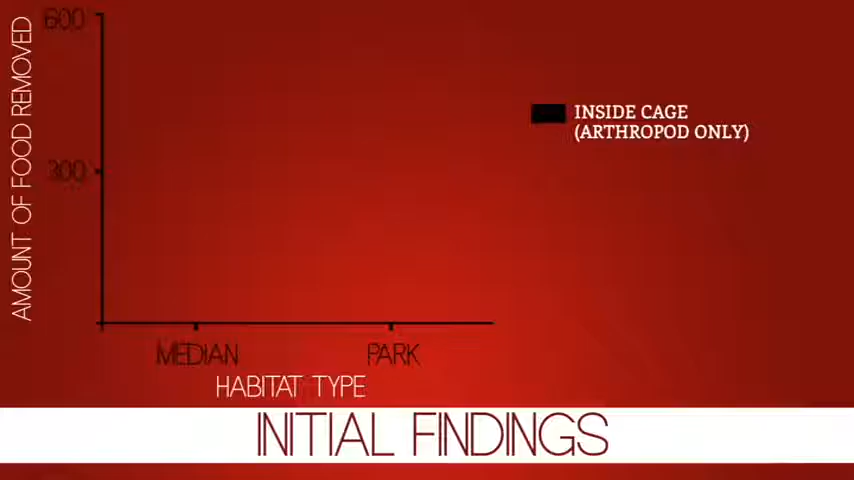 600
AMOUNT OF FOOD REMOVED
INSIDE CAGE
(ARTHROPOD ONLY)
300
MEDIAN
PARK
HABITAT TYPE
INITIAL FINDINGS